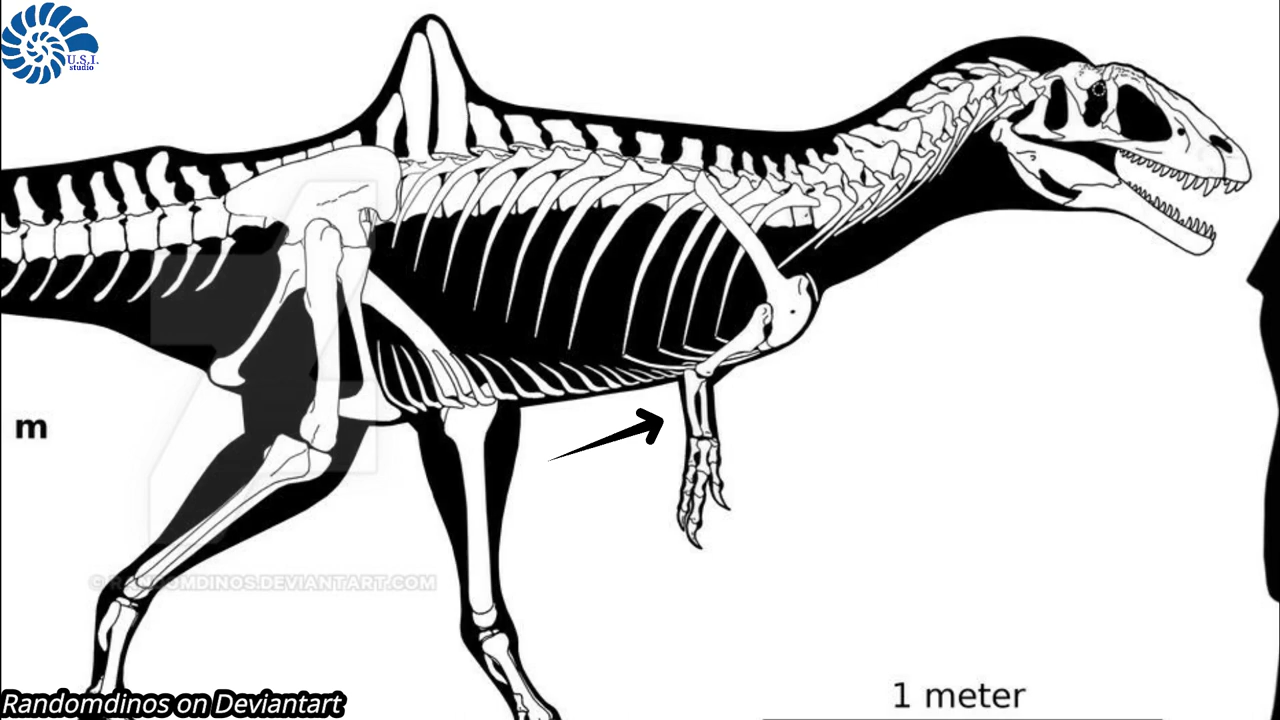 U.S.I.
studio
m
© RANDOMDINOS.DEVIANTART.COM
1 meter
Randomdinos on Deviantart